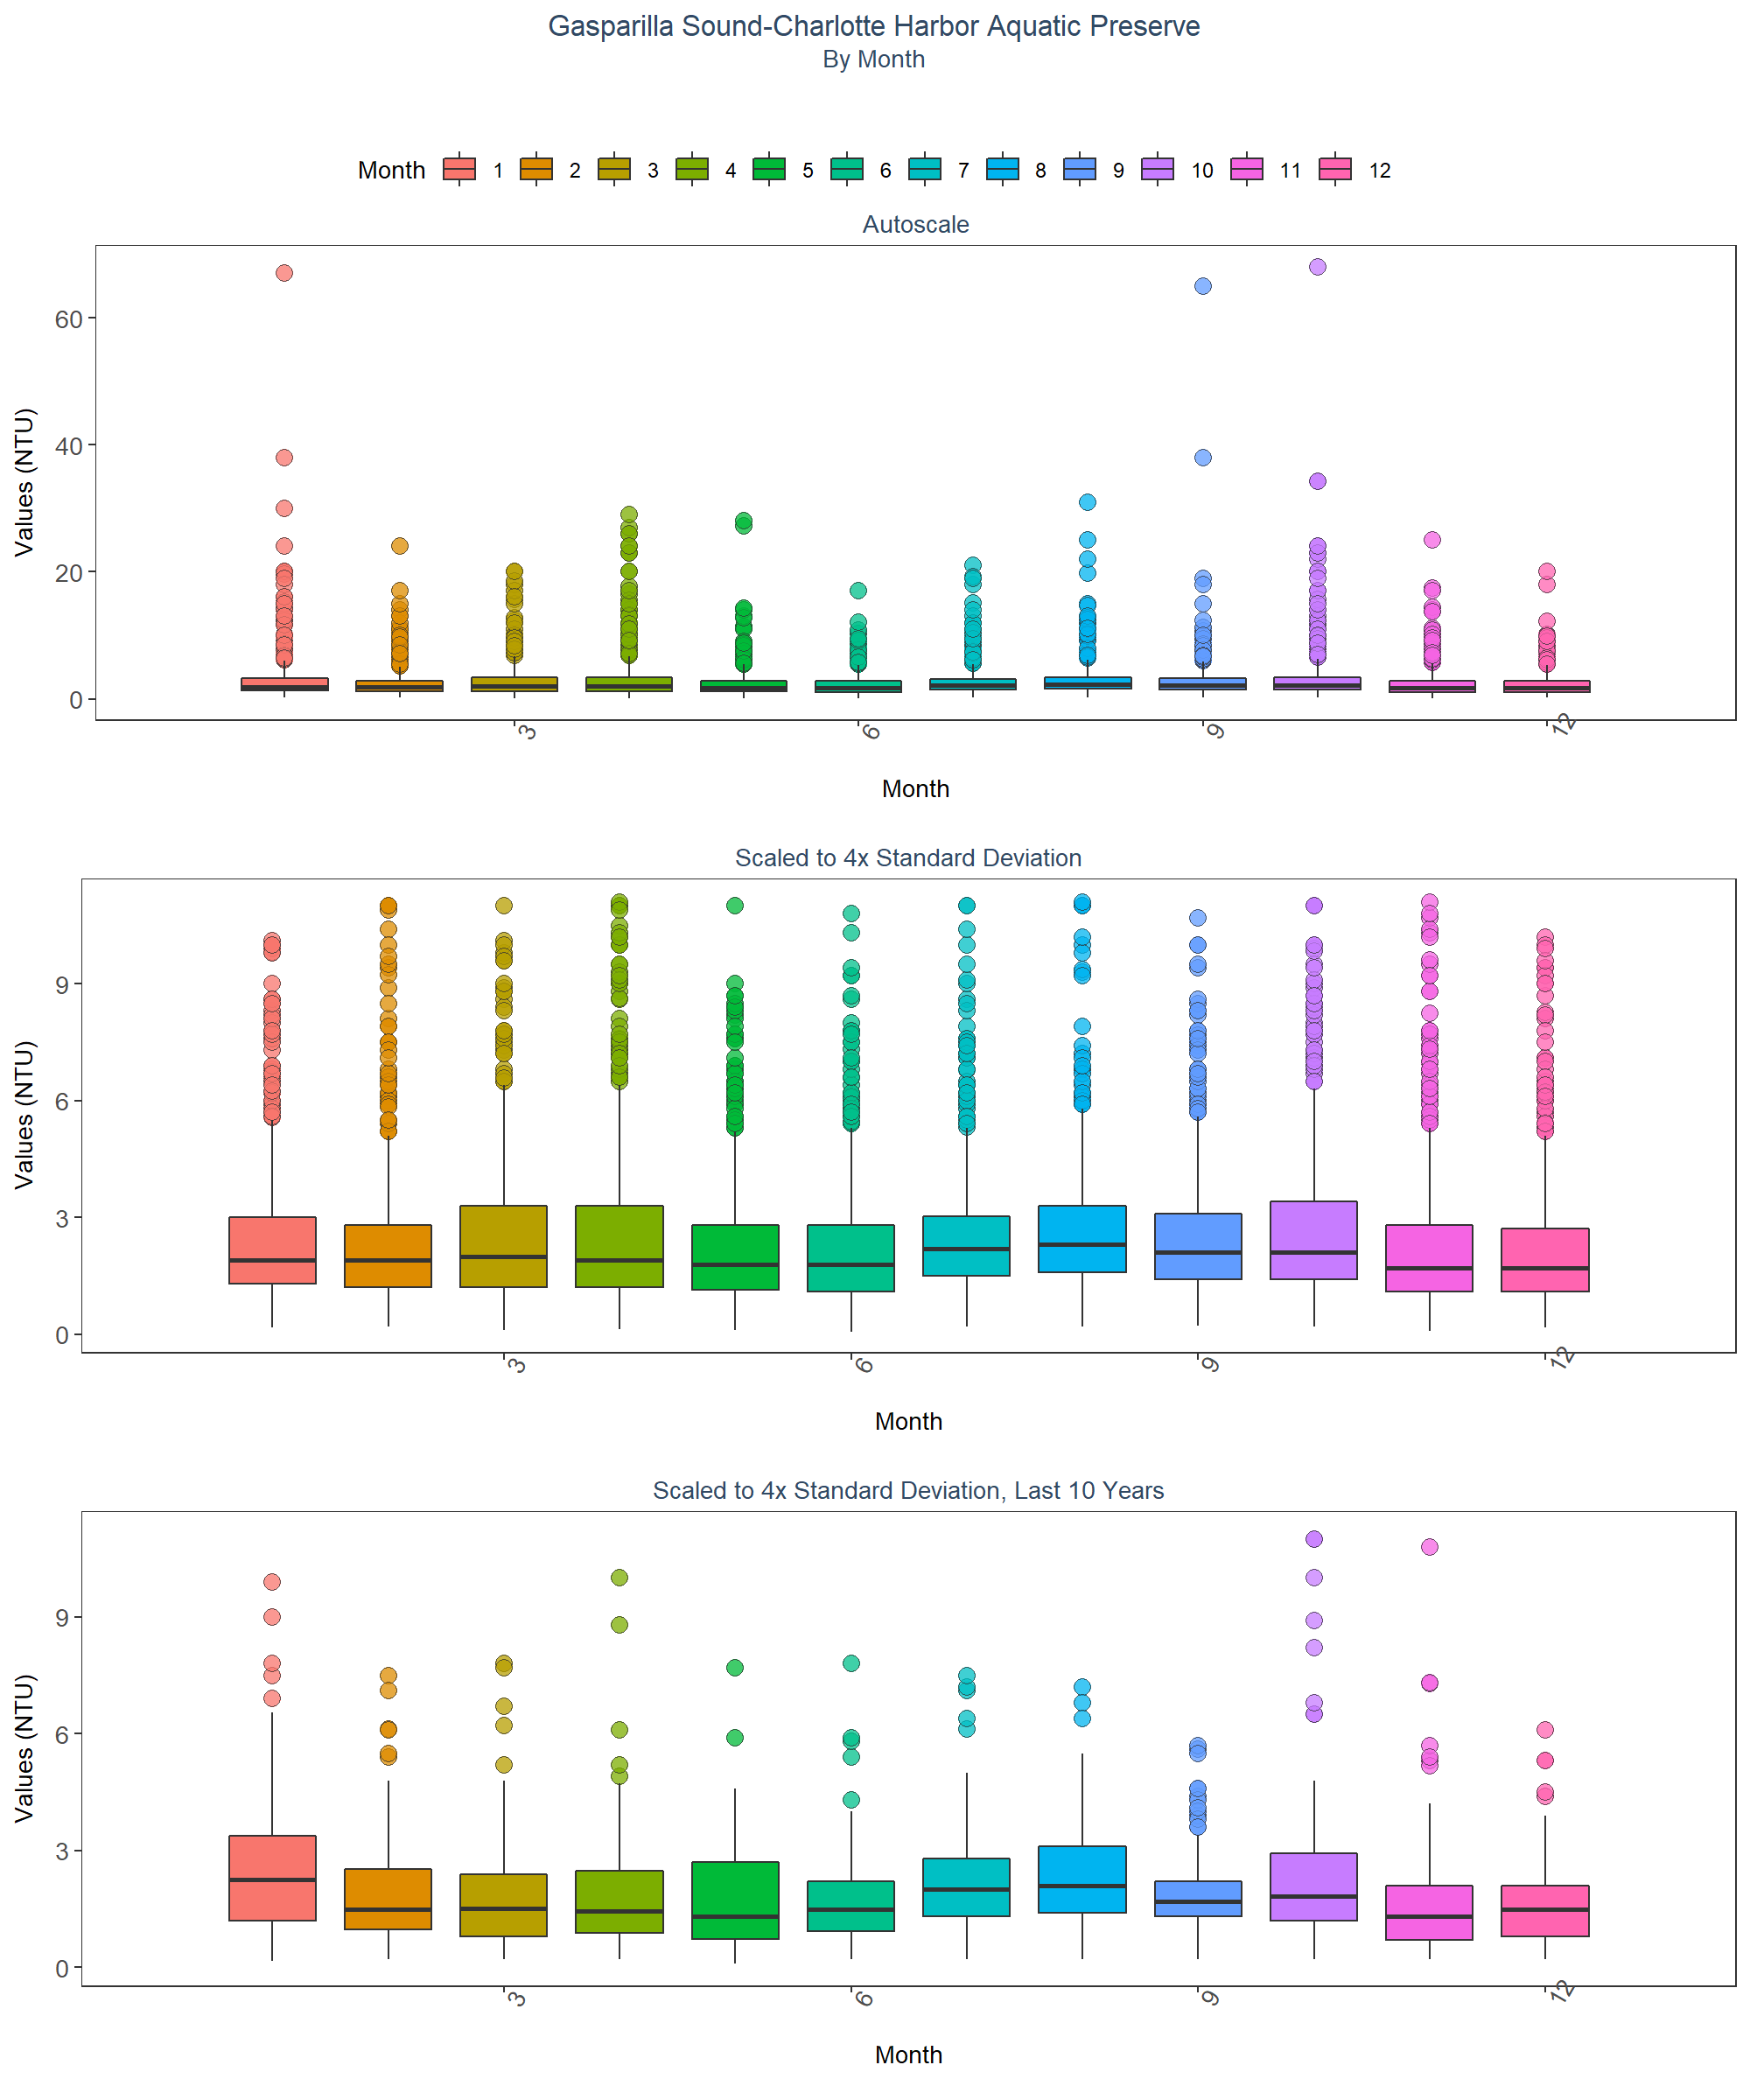 Gasparilla Sound-Charlotte Harbor Aquatic Preserve
By Month
Month 1 2 3 4 5 6 7 8 9 10 11 12
Autoscale
Values (NTU)
60
40
20
0
3 6 9 12
Month
Scaled to 4x Standard Deviation
Values (NTU)
9
6
3
0
3 6 9 12
Month
Scaled to 4x Standard Deviation, Last 10 Years
Values (NTU)
9
6
3
0
3 6 9 12
Month